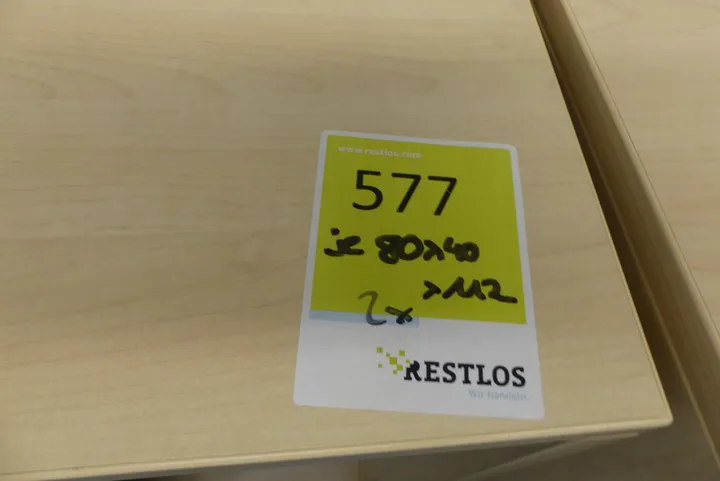 www.restlos.com
577
je 80x40
x112
2x
RESTLOS
Wir handeln